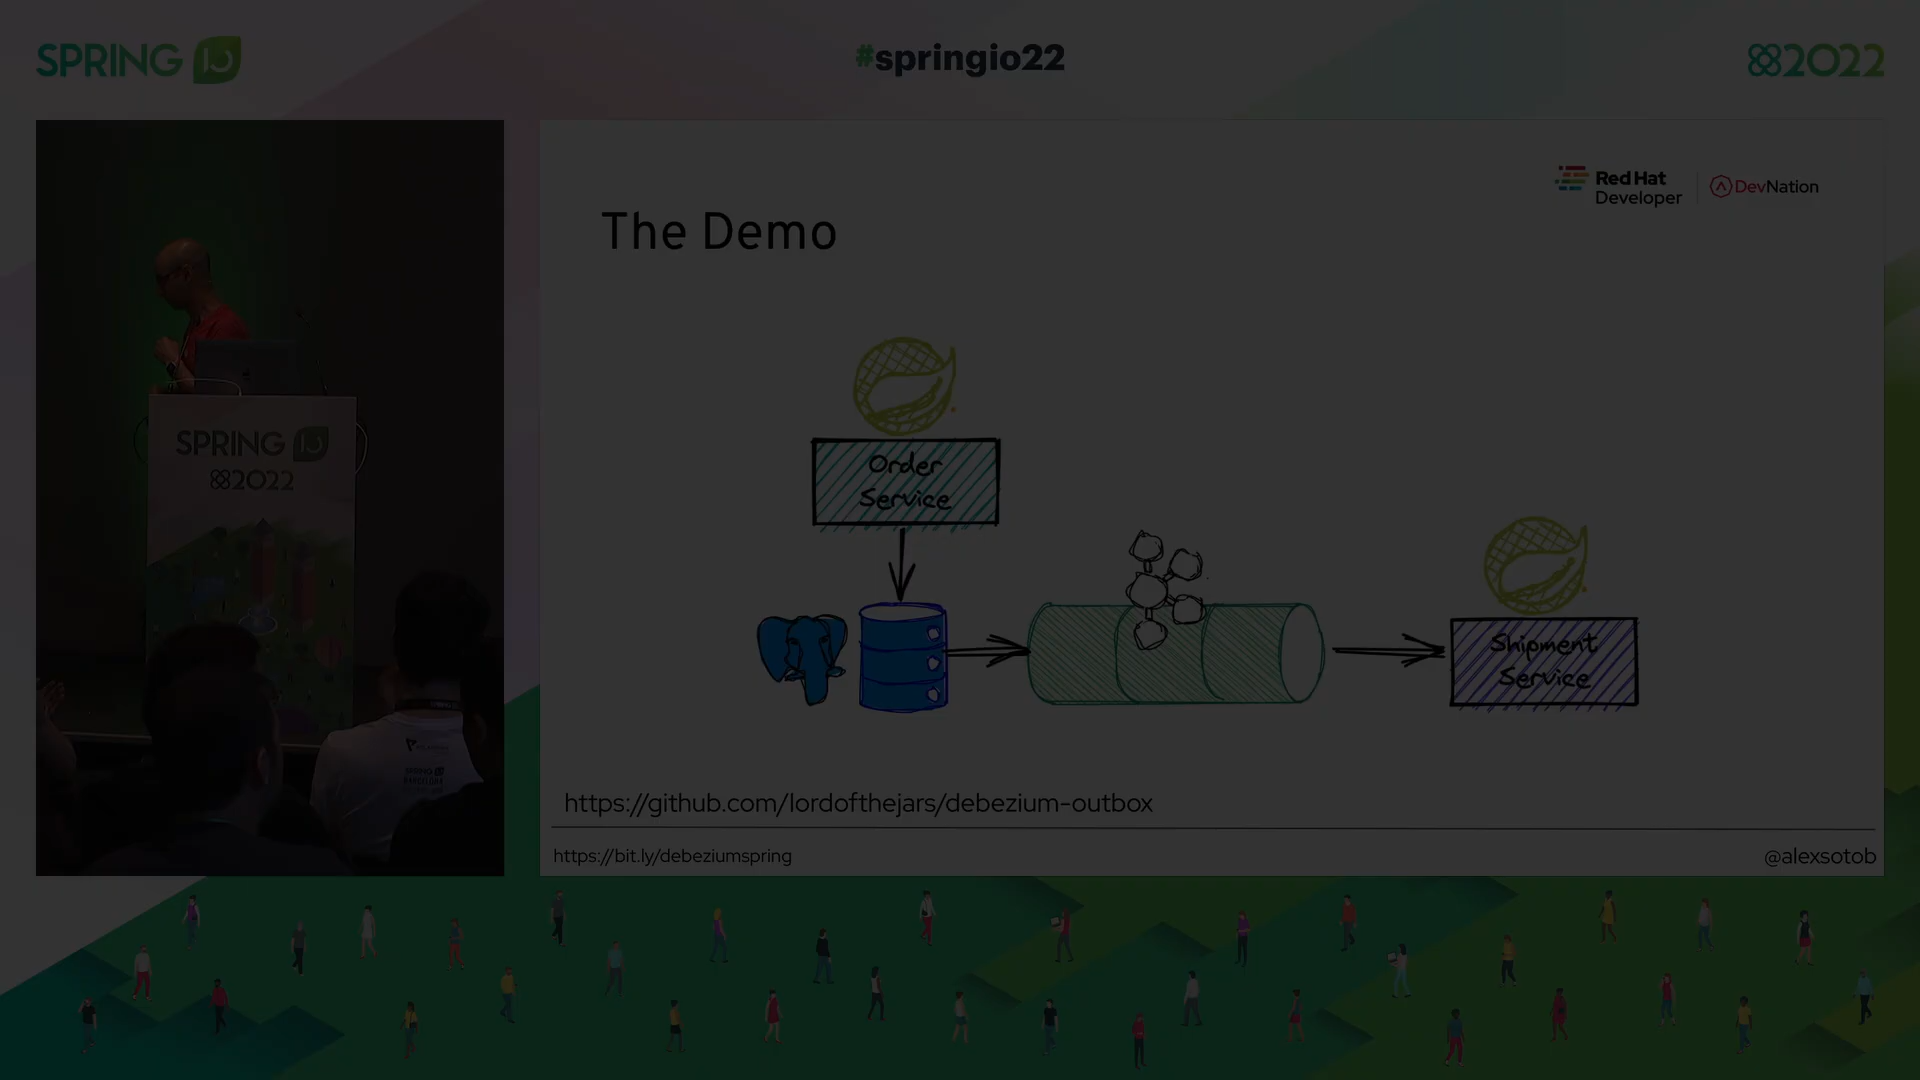 SPRING IO
#springio22
2022
Red Hat
Developer
DevNation
The Demo
Order
Service
Shipment
Service
SPRING IO
2022
https://github.com/lordofthejars/debezium-outbox
https://bit.ly/debeziumspring
@alexsotob